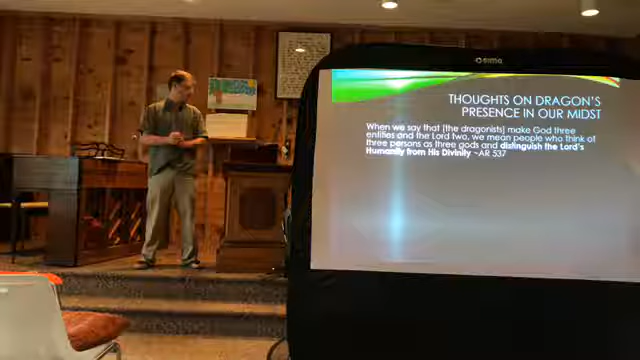 sima
THOUGHTS ON DRAGON'S
PRESENCE IN OUR MIDST
When we say that [the dragonists] make God three
entities and the Lord two, we mean people who think of
three persons as three gods and distinguish the Lord's
Humanity from His Divinity ~AR 537